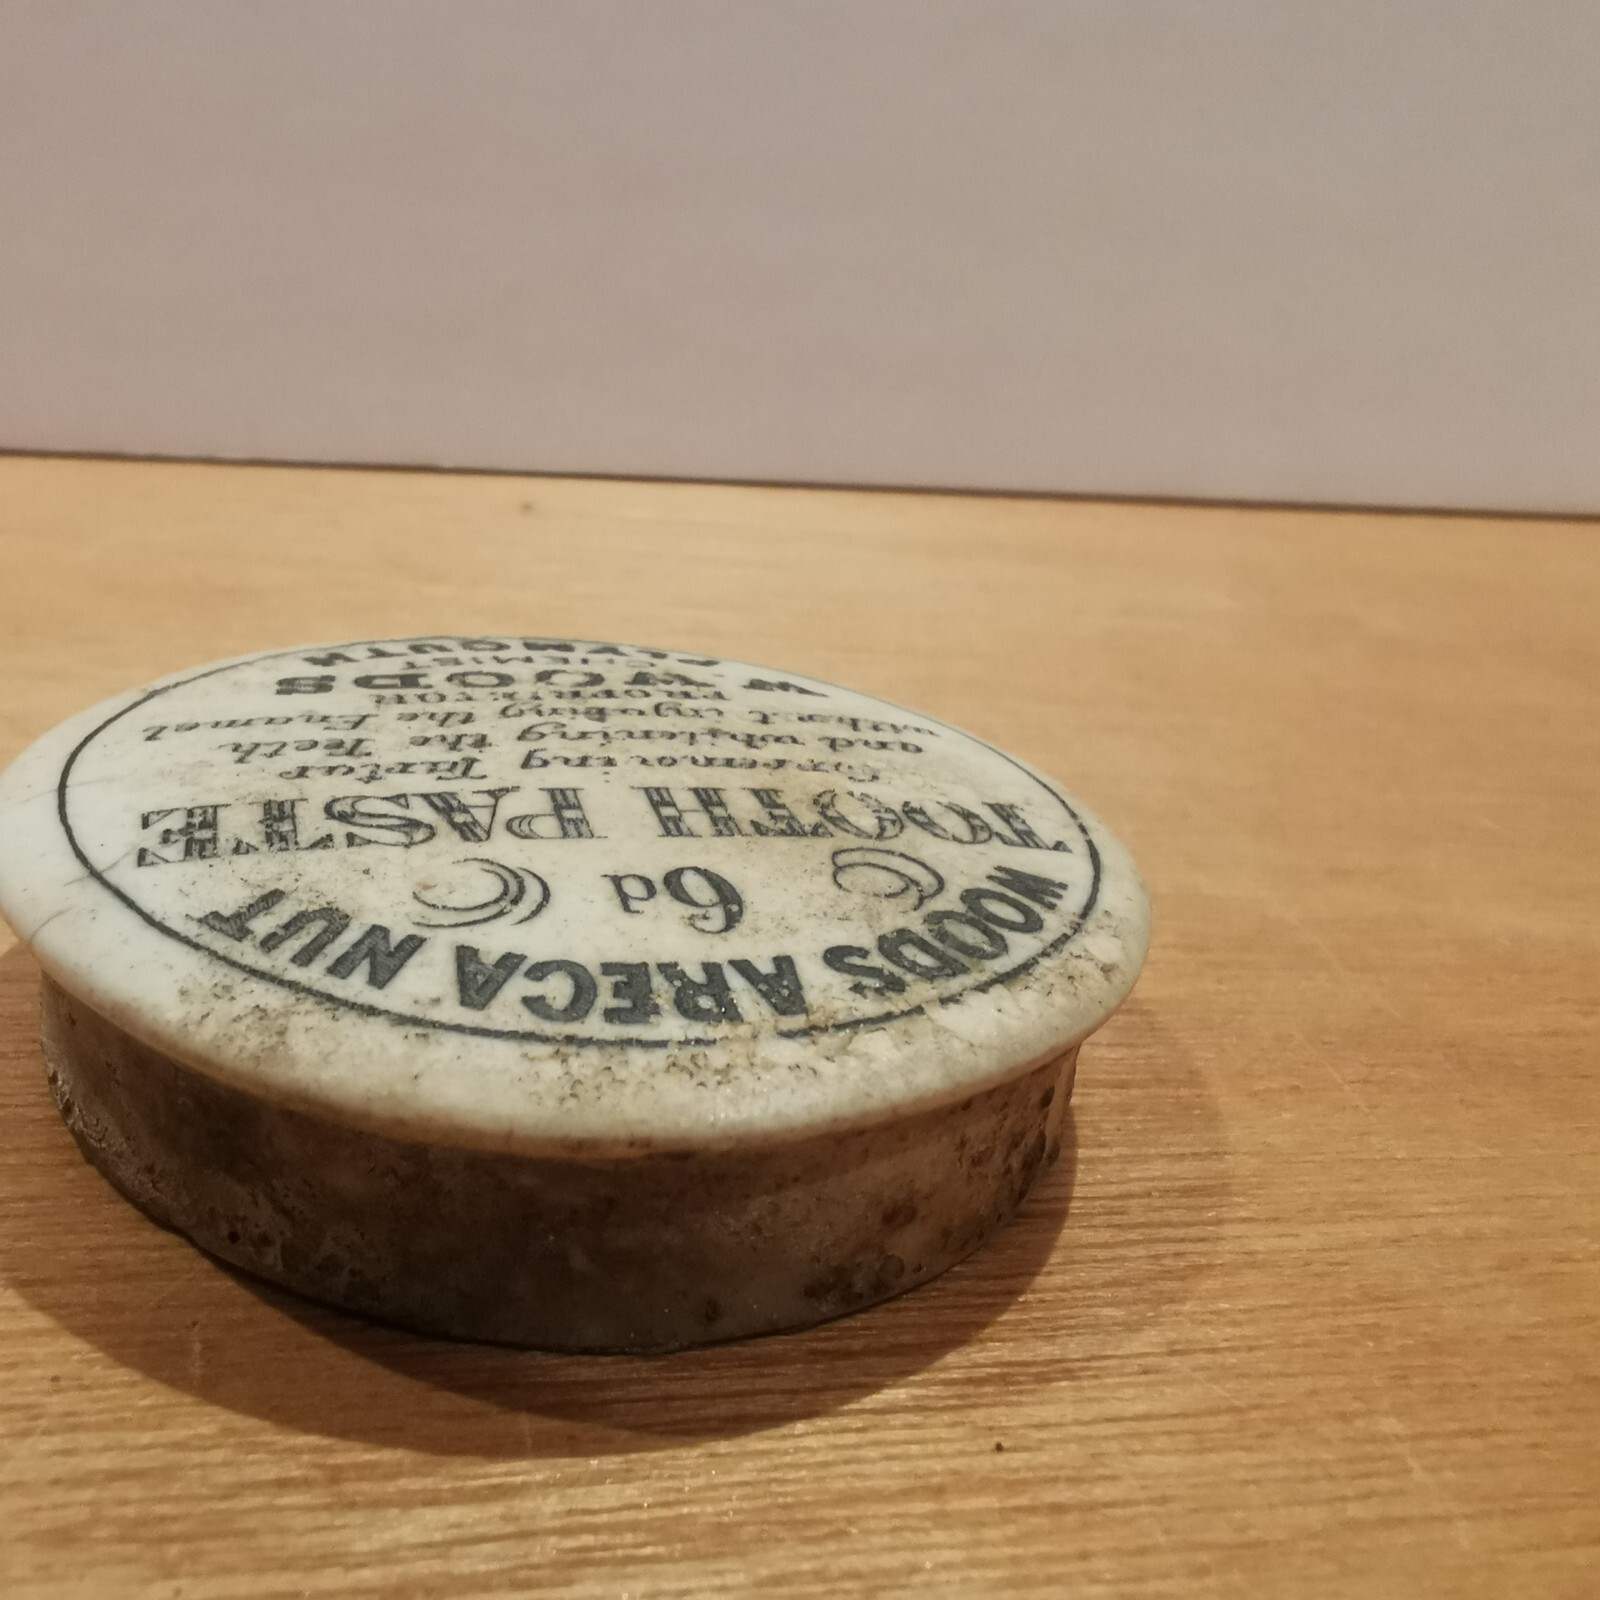 WOODS ARECA NUT
6d
TOOTH PASTE
for removing Tartar
and whitening the Teeth
without injuring the Enamel
PROPRIETOR
W. WOODS
CHEMIST
PLYMOUTH